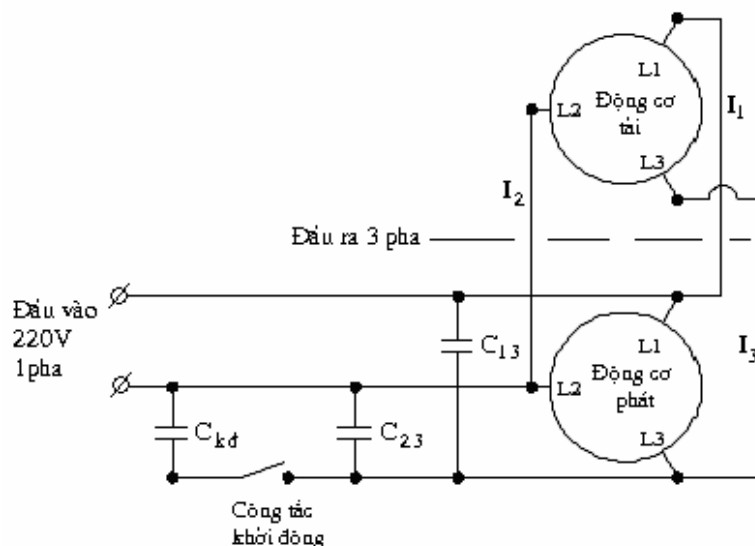 L1
Động cơ
tải
L2
L3
I1
I2
Đầu ra 3 pha
Đầu vào
220V
1pha
C13
L1
Động cơ
phát
L2
L3
I3
Ckđ
C23
Công tắc
khởi động